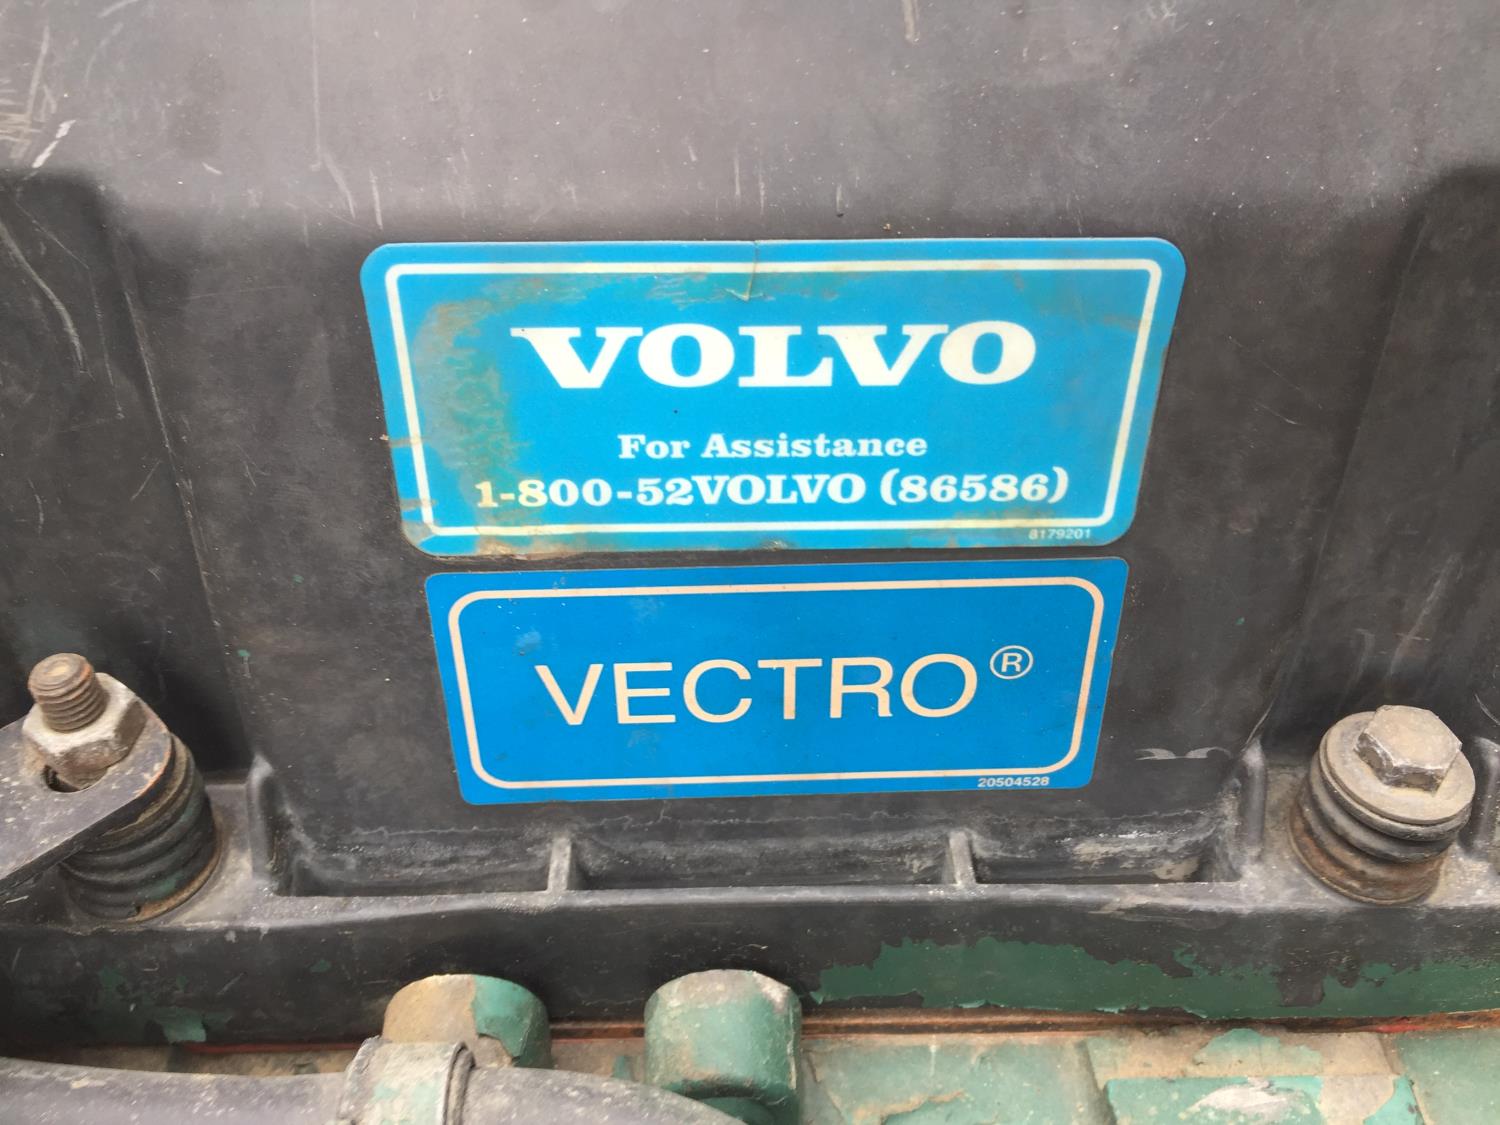 VOLVO
For Assistance
1-800-52VOLVO (86586)
8179201
VECTRO®
20504528